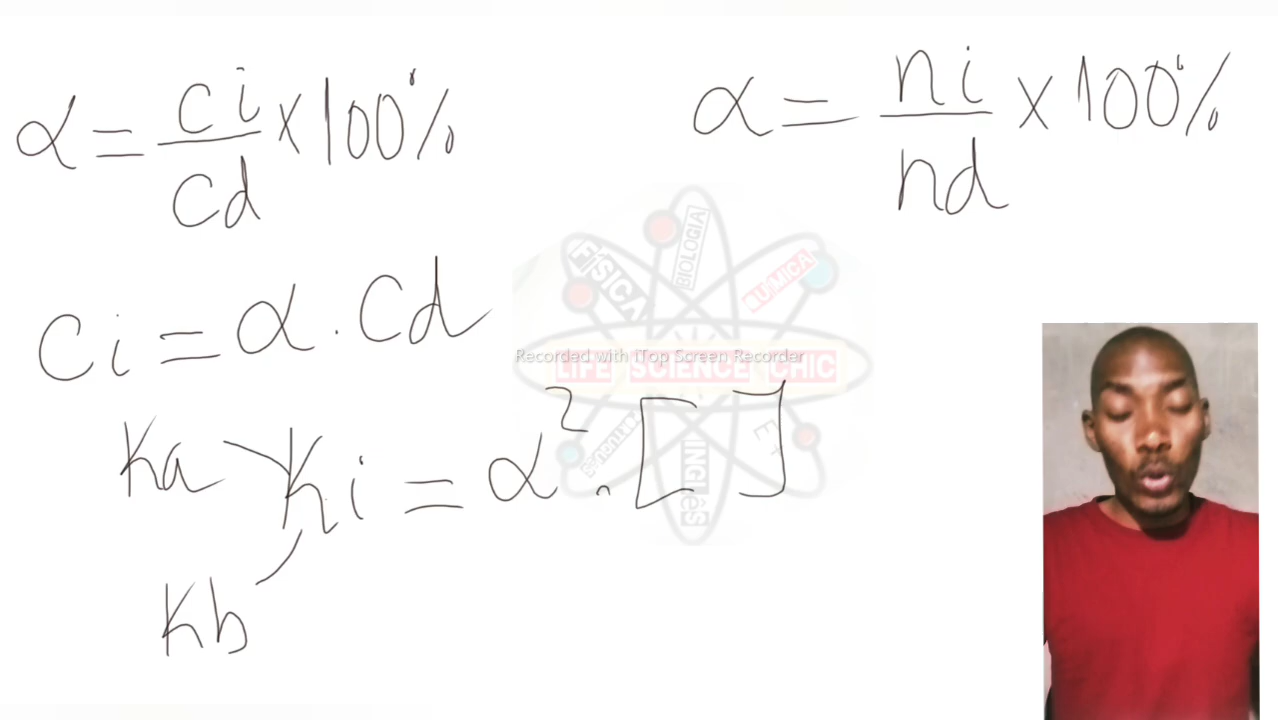 α = ci/cd × 100%
α = ni/nd × 100%
ci = α . cd
Ka
Ki = α² . [ ]
Kb
FÍSICA
BIOLOGIA
QUÍMICA
Recorded with iTop Screen Recorder
LIFE SCIENCE CHIC
PORTUGUÊS
INGLÊS